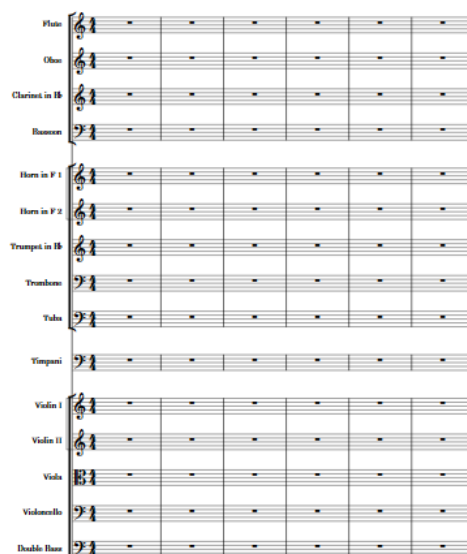 Flute
Oboe
Clarinet in B♭
Bassoon
Horn in F 1
Horn in F 2
Trumpet in B♭
Trombone
Tuba
Timpani
Violin I
Violin II
Viola
Violoncello
Double Bass